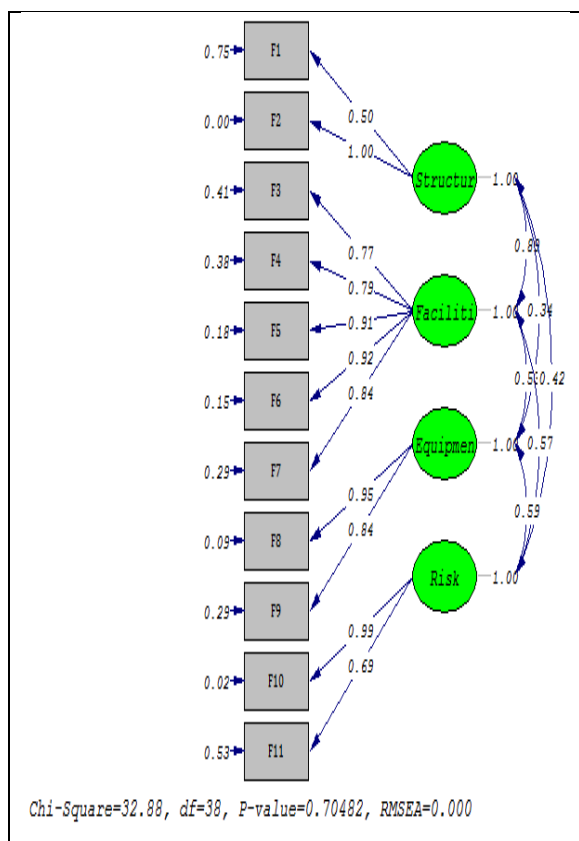 0.75 F1
0.50
0.00 F2
1.00
Structur 1.00
0.41 F3
0.77
0.38 F4
0.79
Faciliti 1.00
0.34
0.18 F5
0.91
0.92
0.42
0.15 F6
0.84
0.57
0.29 F7
Equipmen 1.00
0.95
0.59
0.09 F8
0.84
Risk 1.00
0.29 F9
0.99
0.02 F10
0.69
0.53 F11
Chi-Square=32.88, df=38, P-value=0.70482, RMSEA=0.000